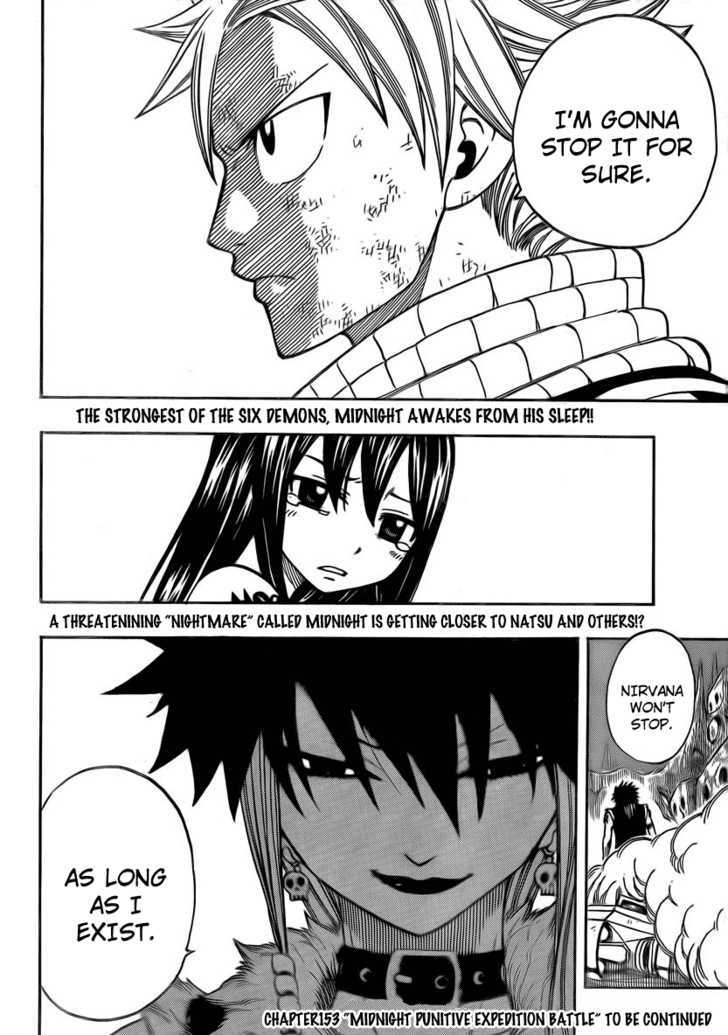 I'M GONNA
STOP IT FOR
SURE.
THE STRONGEST OF THE SIX DEMONS, MIDNIGHT AWAKES FROM HIS SLEEP!!
A THREATENINING "NIGHTMARE" CALLED MIDNIGHT IS GETTING CLOSER TO NATSU AND OTHERS!?
NIRVANA
WON'T
STOP.
AS LONG
AS I
EXIST.
CHAPTER153 "MIDNIGHT PUNITIVE EXPEDITION BATTLE" TO BE CONTINUED